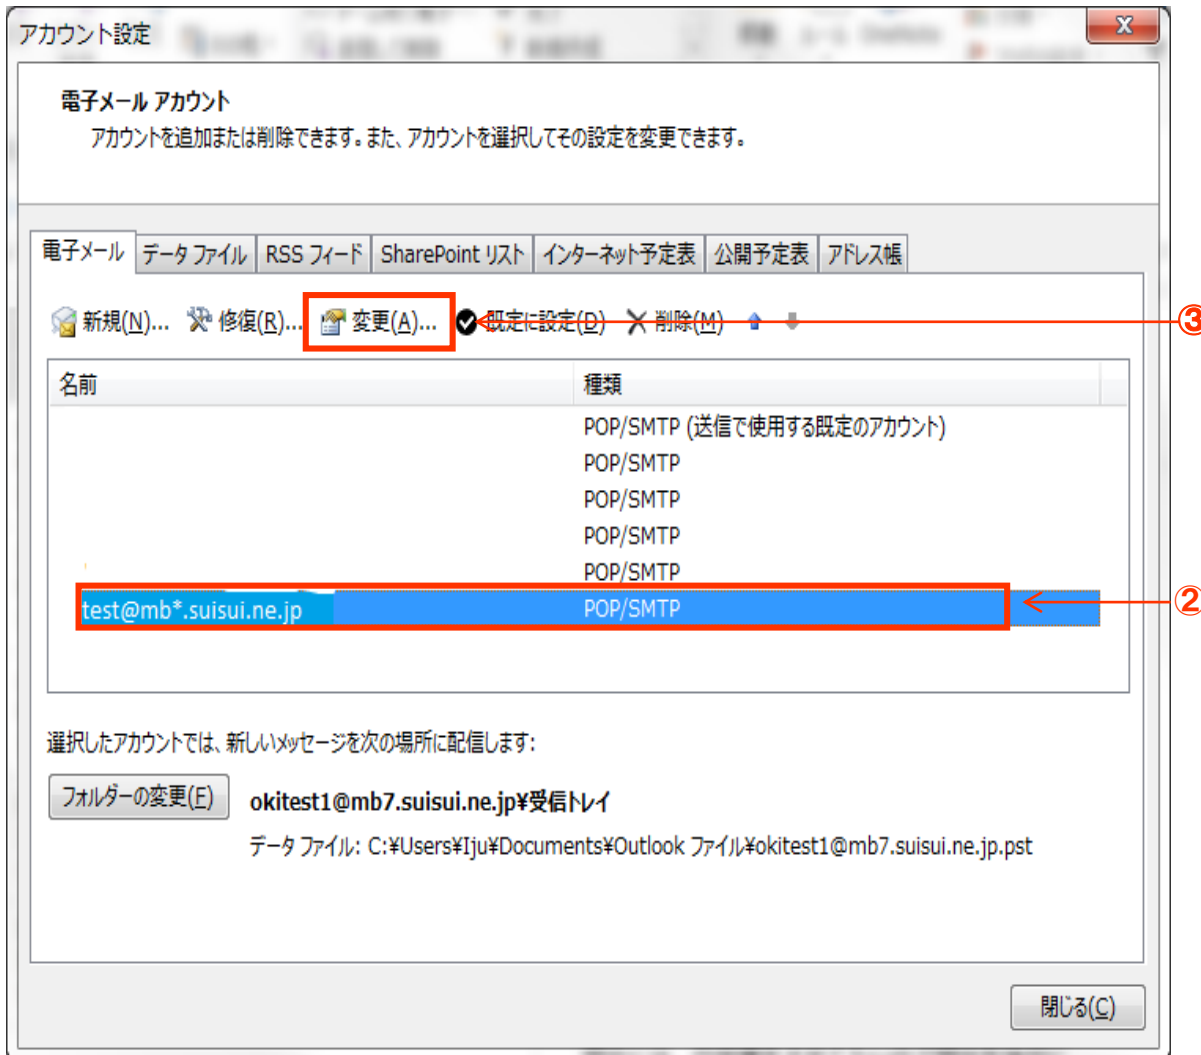 アカウント設定
X
電子メール アカウント
アカウントを追加または削除できます。また、アカウントを選択してその設定を変更できます。
電子メール データ ファイル RSS フィード SharePoint リスト インターネット予定表 公開予定表 アドレス帳
新規(N)... 修復(R)... 変更(A)... 既定に設定(D) 削除(M) ③
名前 種類
POP/SMTP (送信で使用する既定のアカウント)
POP/SMTP
POP/SMTP
POP/SMTP
POP/SMTP
test@mb*.suisui.ne.jp POP/SMTP ②
選択したアカウントでは、新しいメッセージを次の場所に配信します:
フォルダーの変更(F) okitest1@mb7.suisui.ne.jp¥受信トレイ
データ ファイル: C:¥Users¥Iju¥Documents¥Outlook ファイル¥okitest1@mb7.suisui.ne.jp.pst
閉じる(C)